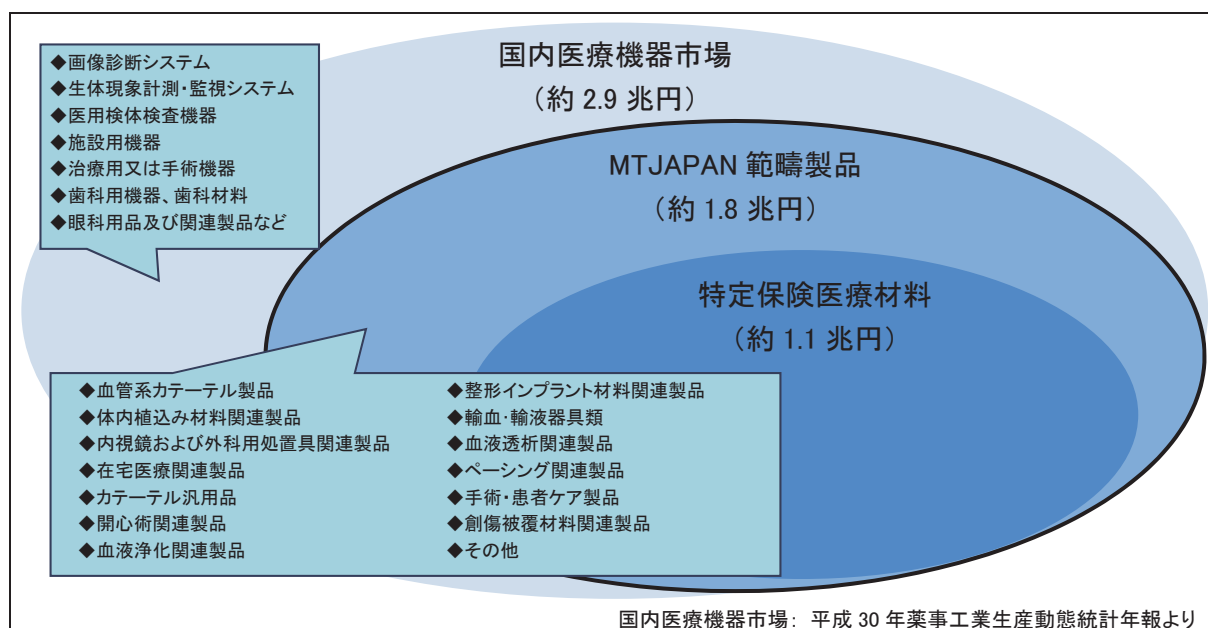 ◆画像診断システム
◆生体現象計測・監視システム
◆医用検体検査機器
◆施設用機器
◆治療用又は手術機器
◆歯科用機器、歯科材料
◆眼科用品及び関連製品など
国内医療機器市場
（約 2.9 兆円）
MTJAPAN 範疇製品
（約 1.8 兆円）
特定保険医療材料
（約 1.1 兆円）
◆血管系カテーテル製品
◆体内植込み材料関連製品
◆内視鏡および外科用処置具関連製品
◆在宅医療関連製品
◆カテーテル汎用品
◆開心術関連製品
◆血液浄化関連製品
◆整形インプラント材料関連製品
◆輸血・輸液器具類
◆血液透析関連製品
◆ペーシング関連製品
◆手術・患者ケア製品
◆創傷被覆材料関連製品
◆その他
国内医療機器市場： 平成 30 年薬事工業生産動態統計年報より